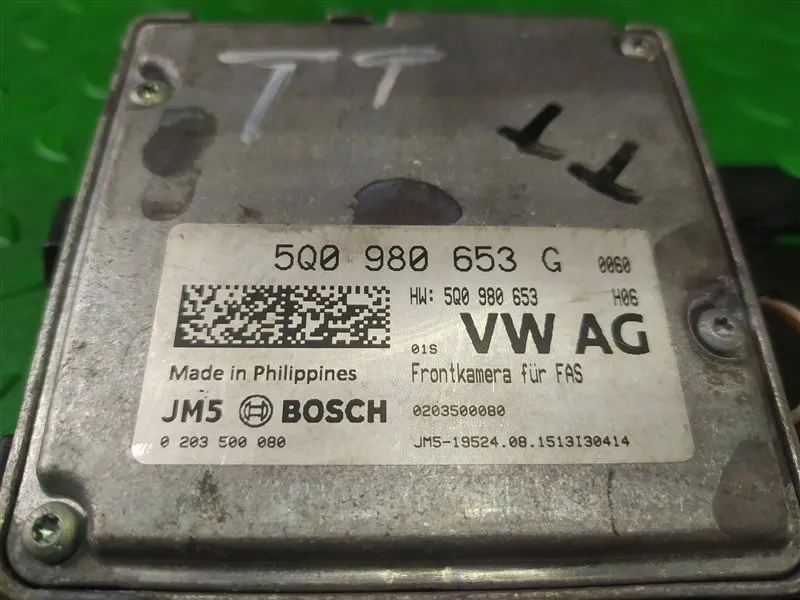 TT
TT
5Q0 980 653 G 0060
HW: 5Q0 980 653 H06
01S VW AG
Made in Philippines Frontkamera für FAS
JM5 BOSCH 0203500080
0 203 500 080 JM5-19524.08.1513I30414